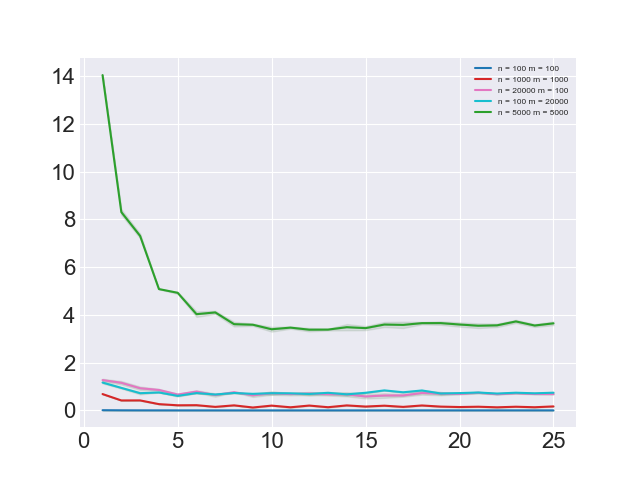 14
12
10
8
6
4
2
0
0 5 10 15 20 25
n = 100 m = 100
n = 1000 m = 1000
n = 20000 m = 100
n = 100 m = 20000
n = 5000 m = 5000